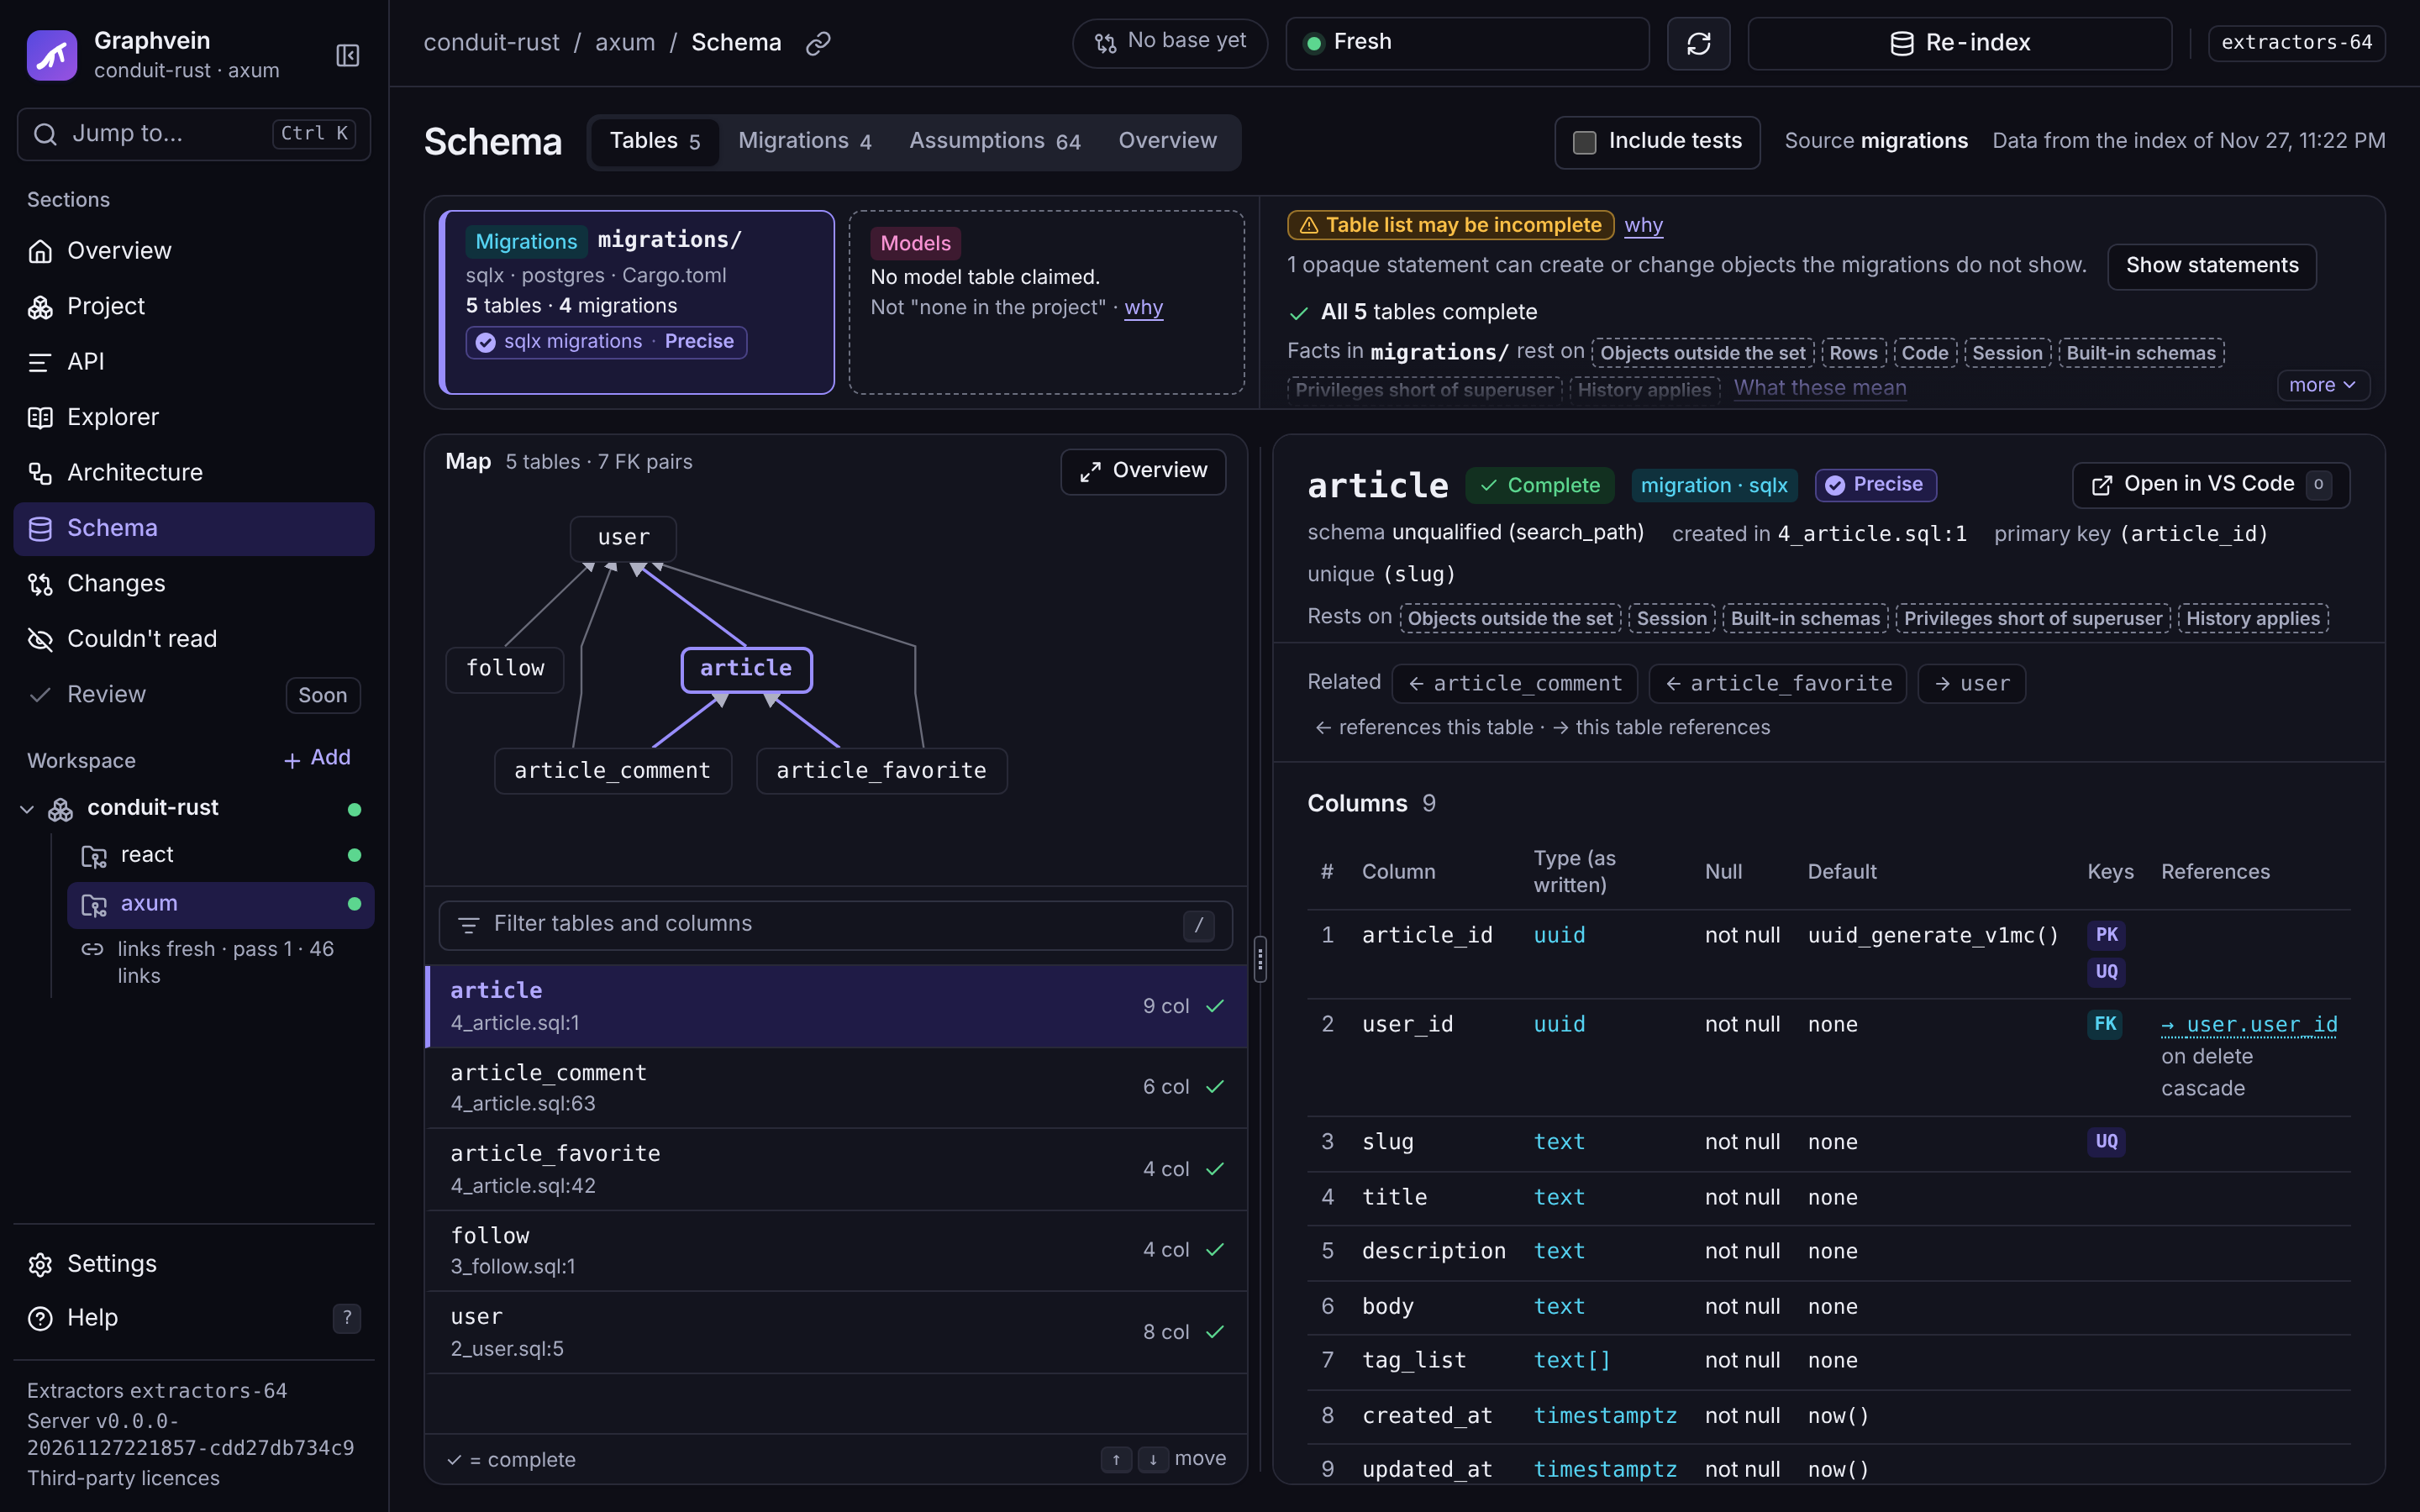 Graphvein
conduit-rust · axum
Jump to... Ctrl K
Sections
Overview
Project
API
Explorer
Architecture
Schema
Changes
Couldn't read
Review Soon
Workspace + Add
conduit-rust
react
axum
links fresh · pass 1 · 46
links
Settings
Help ?
Extractors extractors-64
Server v0.0.0-
20261127221857-cdd27db734c9
Third-party licences
conduit-rust / axum / Schema
No base yet
Fresh
Re-index
extractors-64
Schema
Tables 5 Migrations 4 Assumptions 64 Overview
Include tests
Source migrations
Data from the index of Nov 27, 11:22 PM
Migrations migrations/
sqlx · postgres · Cargo.toml
5 tables · 4 migrations
sqlx migrations · Precise
Models
No model table claimed.
Not "none in the project" · why
Table list may be incomplete why
1 opaque statement can create or change objects the migrations do not show. Show statements
All 5 tables complete
Facts in migrations/ rest on Objects outside the set Rows Code Session Built-in schemas
Privileges short of superuser History applies What these mean
more
Map 5 tables · 7 FK pairs
Overview
user
follow
article
article_comment
article_favorite
Filter tables and columns /
article
4_article.sql:1
9 col
article_comment
4_article.sql:63
6 col
article_favorite
4_article.sql:42
4 col
follow
3_follow.sql:1
4 col
user
2_user.sql:5
8 col
✓ = complete
↑ ↓ move
article Complete migration · sqlx Precise
Open in VS Code O
schema unqualified (search_path) created in 4_article.sql:1 primary key (article_id)
unique (slug)
Rests on Objects outside the set Session Built-in schemas Privileges short of superuser History applies
Related ← article_comment ← article_favorite → user
← references this table · → this table references
Columns 9
# Column Type (as written) Null Default Keys References
1 article_id uuid not null uuid_generate_v1mc() PK
UQ
2 user_id uuid not null none FK → user.user_id
on delete
cascade
3 slug text not null none UQ
4 title text not null none
5 description text not null none
6 body text not null none
7 tag_list text[] not null none
8 created_at timestamptz not null now()
9 updated_at timestamptz not null now()